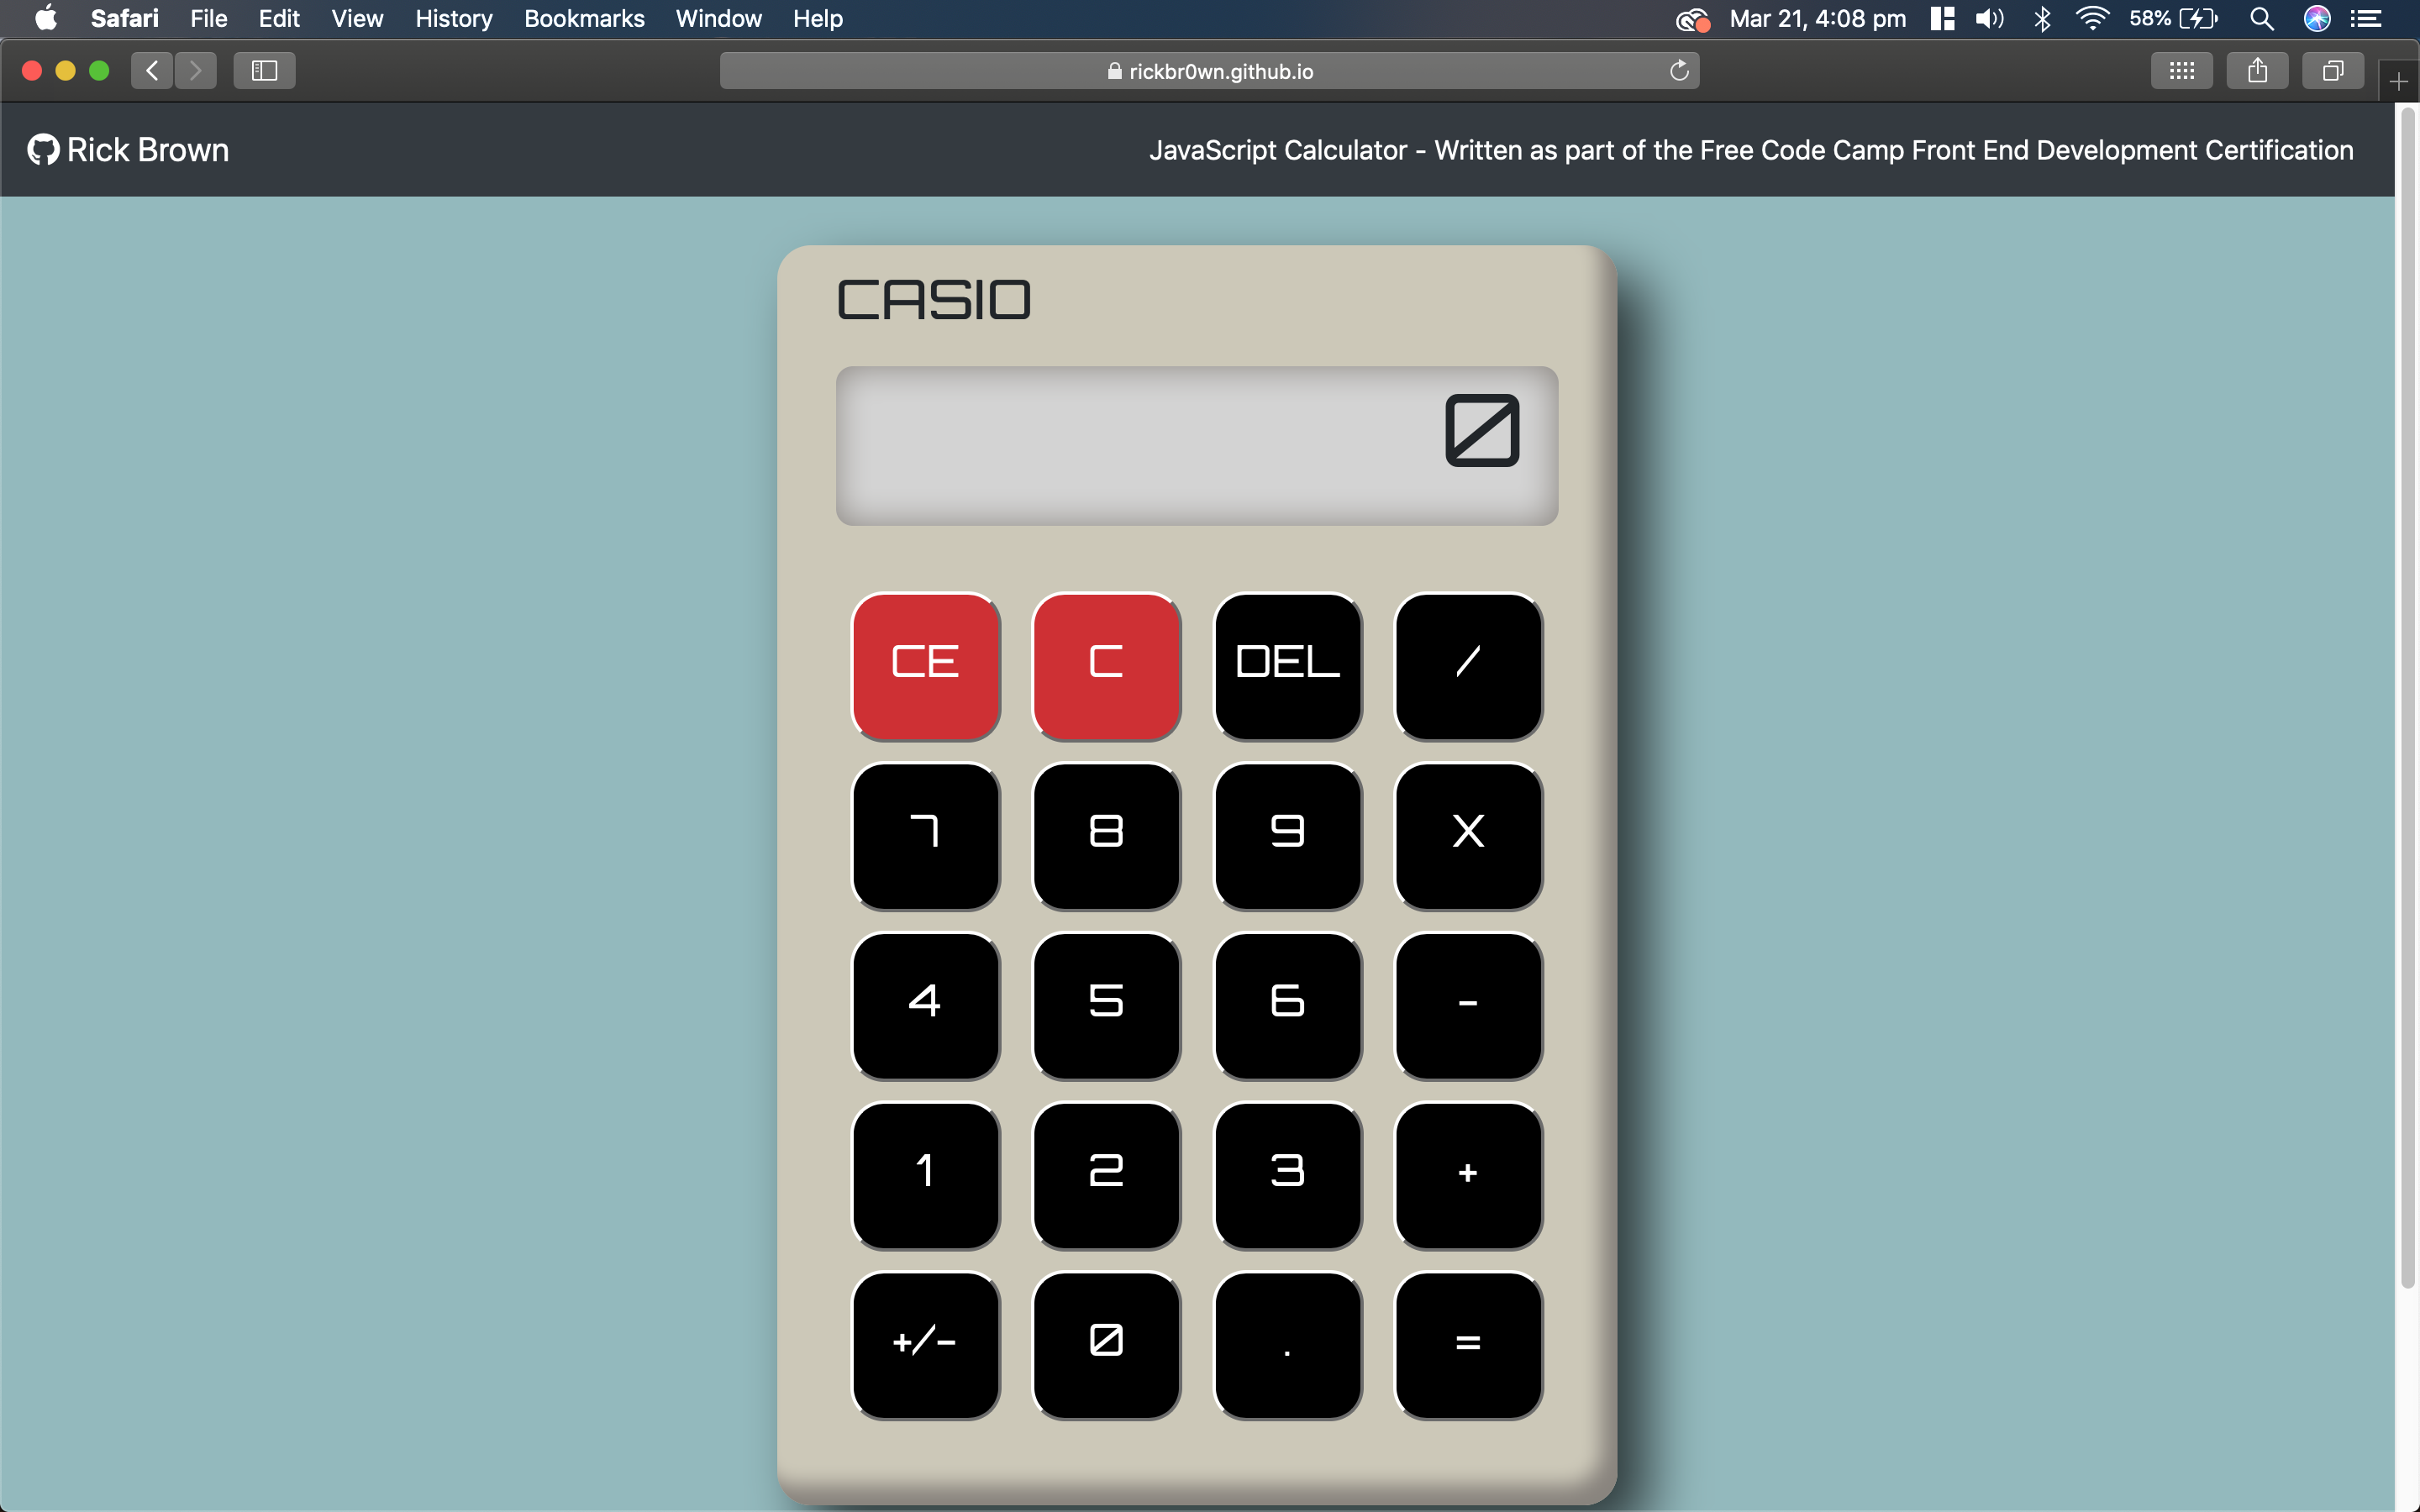 Safari File Edit View History Bookmarks Window Help Mar 21, 4:08 pm 58%
rickbr0wn.github.io
Rick Brown JavaScript Calculator - Written as part of the Free Code Camp Front End Development Certification
CASIO
0
CE C DEL /
7 8 9 X
4 5 6 -
1 2 3 +
+/- 0 . =